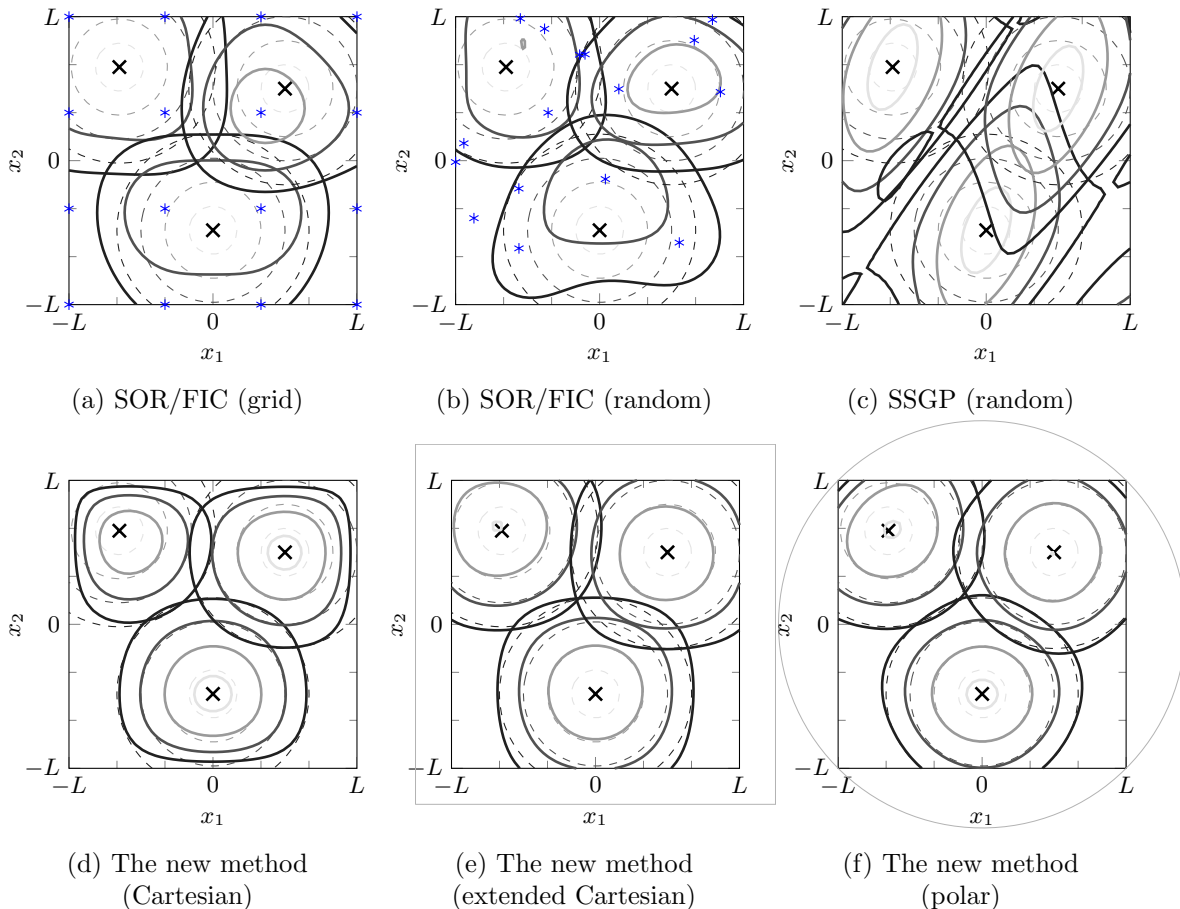 L
0
−L
x₂
−L
0
L
x₁
(a) SOR/FIC (grid)
L
0
−L
x₂
−L
0
L
x₁
(b) SOR/FIC (random)
L
0
−L
x₂
−L
0
L
x₁
(c) SSGP (random)
L
0
−L
x₂
−L
0
L
x₁
(d) The new method
(Cartesian)
L
0
−L
x₂
−L
0
L
x₁
(e) The new method
(extended Cartesian)
L
0
−L
x₂
−L
0
L
x₁
(f) The new method
(polar)